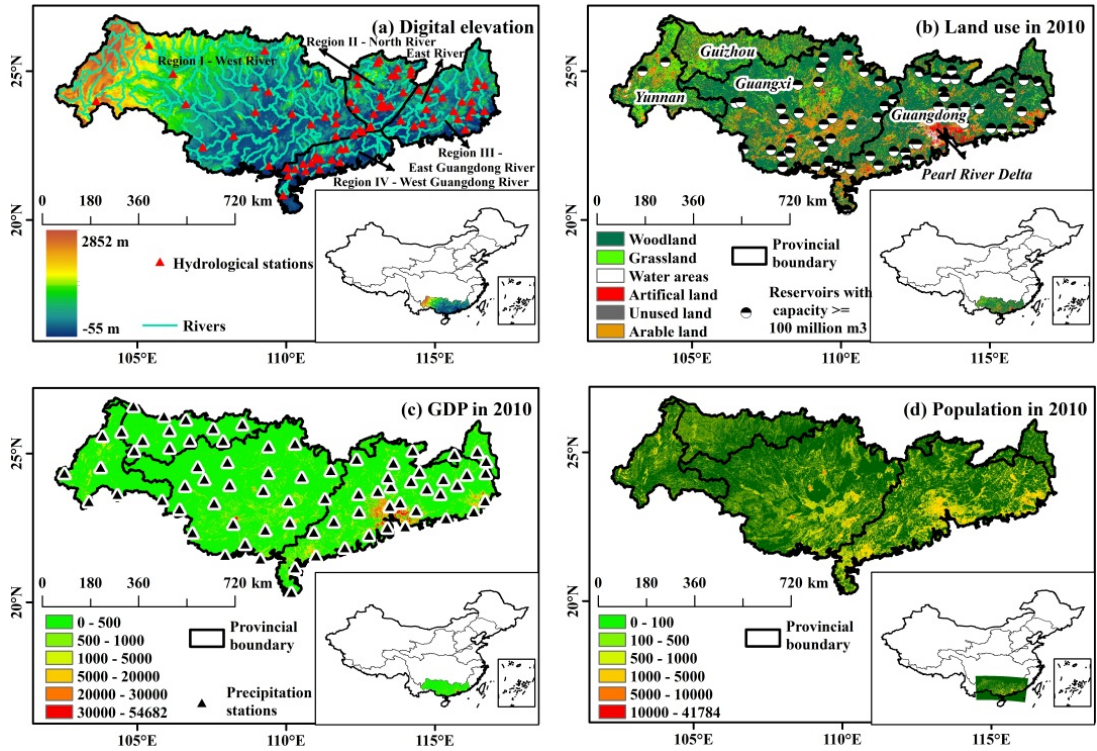 (a) Digital elevation
Region II - North River
East River
Region I - West River
Region III -
East Guangdong River
Region IV - West Guangdong River
25°N
20°N
0 180 360 720 km
2852 m
-55 m
Hydrological stations
Rivers
105°E 110°E 115°E
(b) Land use in 2010
Guizhou
Guangxi
Yunnan
Guangdong
Pearl River Delta
25°N
20°N
0 180 360 720 km
Woodland
Grassland
Water areas
Artifical land
Unused land
Arable land
Provincial
boundary
Reservoirs with
capacity >=
100 million m3
105°E 110°E 115°E
(c) GDP in 2010
25°N
20°N
0 180 360 720 km
0 - 500
500 - 1000
1000 - 5000
5000 - 20000
20000 - 30000
30000 - 54682
Provincial
boundary
Precipitation
stations
105°E 110°E 115°E
(d) Population in 2010
25°N
20°N
0 180 360 720 km
0 - 100
100 - 500
500 - 1000
1000 - 5000
5000 - 10000
10000 - 41784
Provincial
boundary
105°E 110°E 115°E